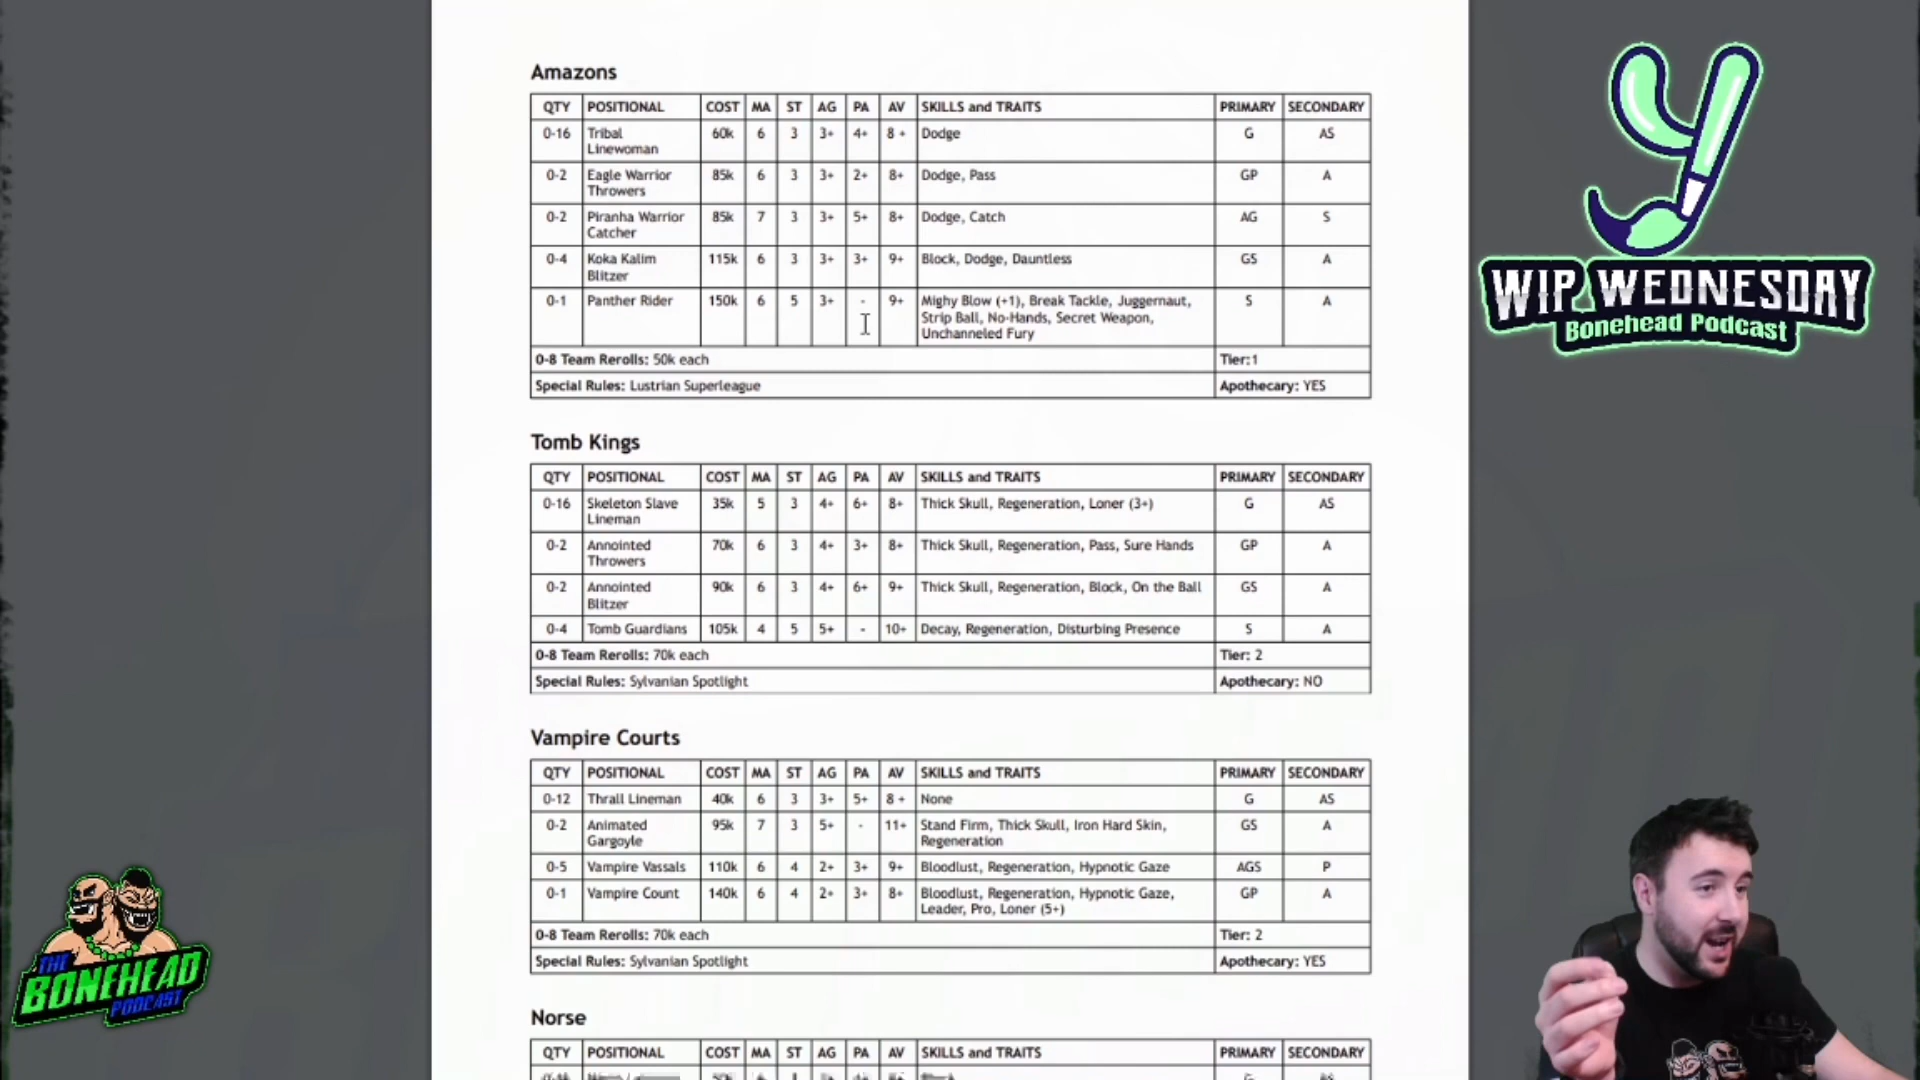 Amazons
QTY POSITIONAL COST MA ST AG PA AV SKILLS and TRAITS PRIMARY SECONDARY
0-16 Tribal Linewoman 60k 6 3 3+ 4+ 8 + Dodge G AS
0-2 Eagle Warrior Throwers 85k 6 3 3+ 2+ 8+ Dodge, Pass GP A
0-2 Piranha Warrior Catcher 85k 7 3 3+ 5+ 8+ Dodge, Catch AG S
0-4 Koka Kalim Blitzer 115k 6 3 3+ 3+ 9+ Block, Dodge, Dauntless GS A
0-1 Panther Rider 150k 6 5 3+ - 9+ Mighy Blow (+1), Break Tackle, Juggernaut, Strip Ball, No-Hands, Secret Weapon, Unchanneled Fury S A
0-8 Team Rerolls: 50k each Tier:1
Special Rules: Lustrian Superleague Apothecary: YES
Tomb Kings
QTY POSITIONAL COST MA ST AG PA AV SKILLS and TRAITS PRIMARY SECONDARY
0-16 Skeleton Slave Lineman 35k 5 3 4+ 6+ 8+ Thick Skull, Regeneration, Loner (3+) G AS
0-2 Annointed Throwers 70k 6 3 4+ 3+ 8+ Thick Skull, Regeneration, Pass, Sure Hands GP A
0-2 Annointed Blitzer 90k 6 3 4+ 6+ 9+ Thick Skull, Regeneration, Block, On the Ball GS A
0-4 Tomb Guardians 105k 4 5 5+ - 10+ Decay, Regeneration, Disturbing Presence S A
0-8 Team Rerolls: 70k each Tier: 2
Special Rules: Sylvanian Spotlight Apothecary: NO
Vampire Courts
QTY POSITIONAL COST MA ST AG PA AV SKILLS and TRAITS PRIMARY SECONDARY
0-12 Thrall Lineman 40k 6 3 3+ 5+ 8 + None G AS
0-2 Animated Gargoyle 95k 7 3 5+ - 11+ Stand Firm, Thick Skull, Iron Hard Skin, Regeneration GS A
0-5 Vampire Vassals 110k 6 4 2+ 3+ 9+ Bloodlust, Regeneration, Hypnotic Gaze AGS P
0-1 Vampire Count 140k 6 4 2+ 3+ 8+ Bloodlust, Regeneration, Hypnotic Gaze, Leader, Pro, Loner (5+) GP A
0-8 Team Rerolls: 70k each Tier: 2
Special Rules: Sylvanian Spotlight Apothecary: YES
Norse
QTY POSITIONAL COST MA ST AG PA AV SKILLS and TRAITS PRIMARY SECONDARY
WIP WEDNESDAY
Bonehead Podcast
THE
BONEHEAD
PODCAST